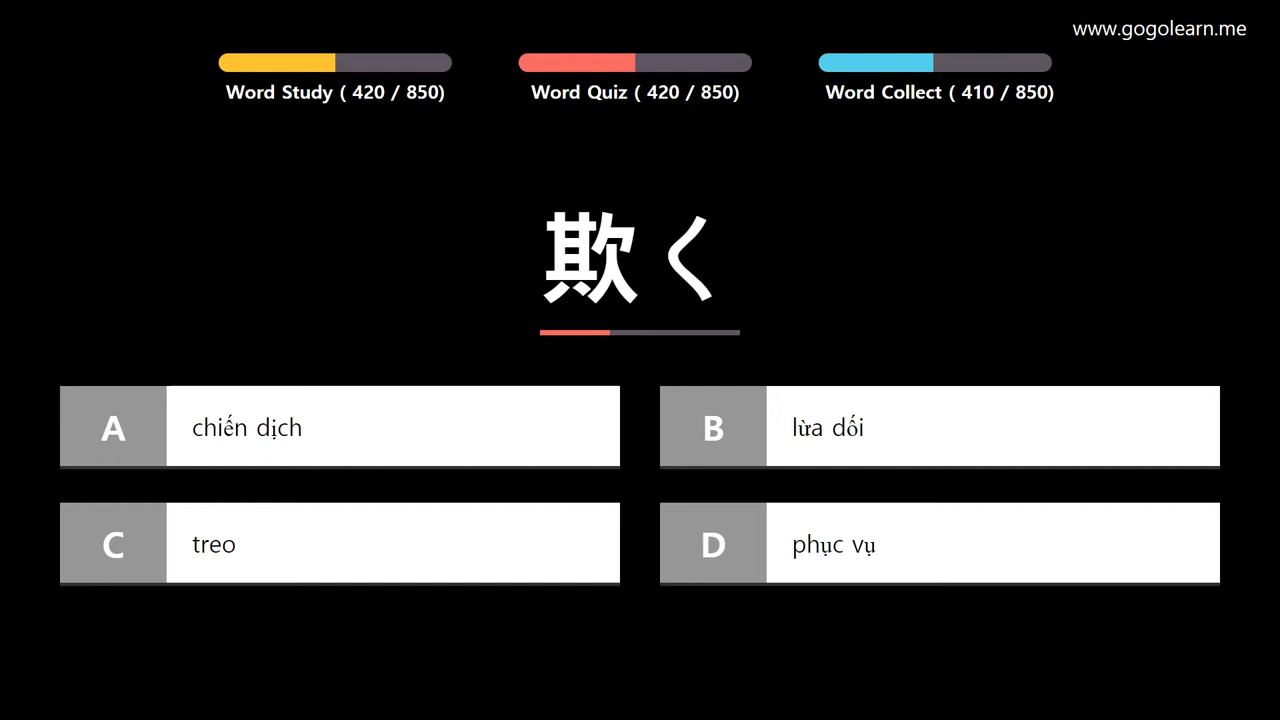 www.gogolearn.me
Word Study ( 420 / 850)
Word Quiz ( 420 / 850)
Word Collect ( 410 / 850)
欺く
A chiến dịch
B lừa dối
C treo
D phục vụ